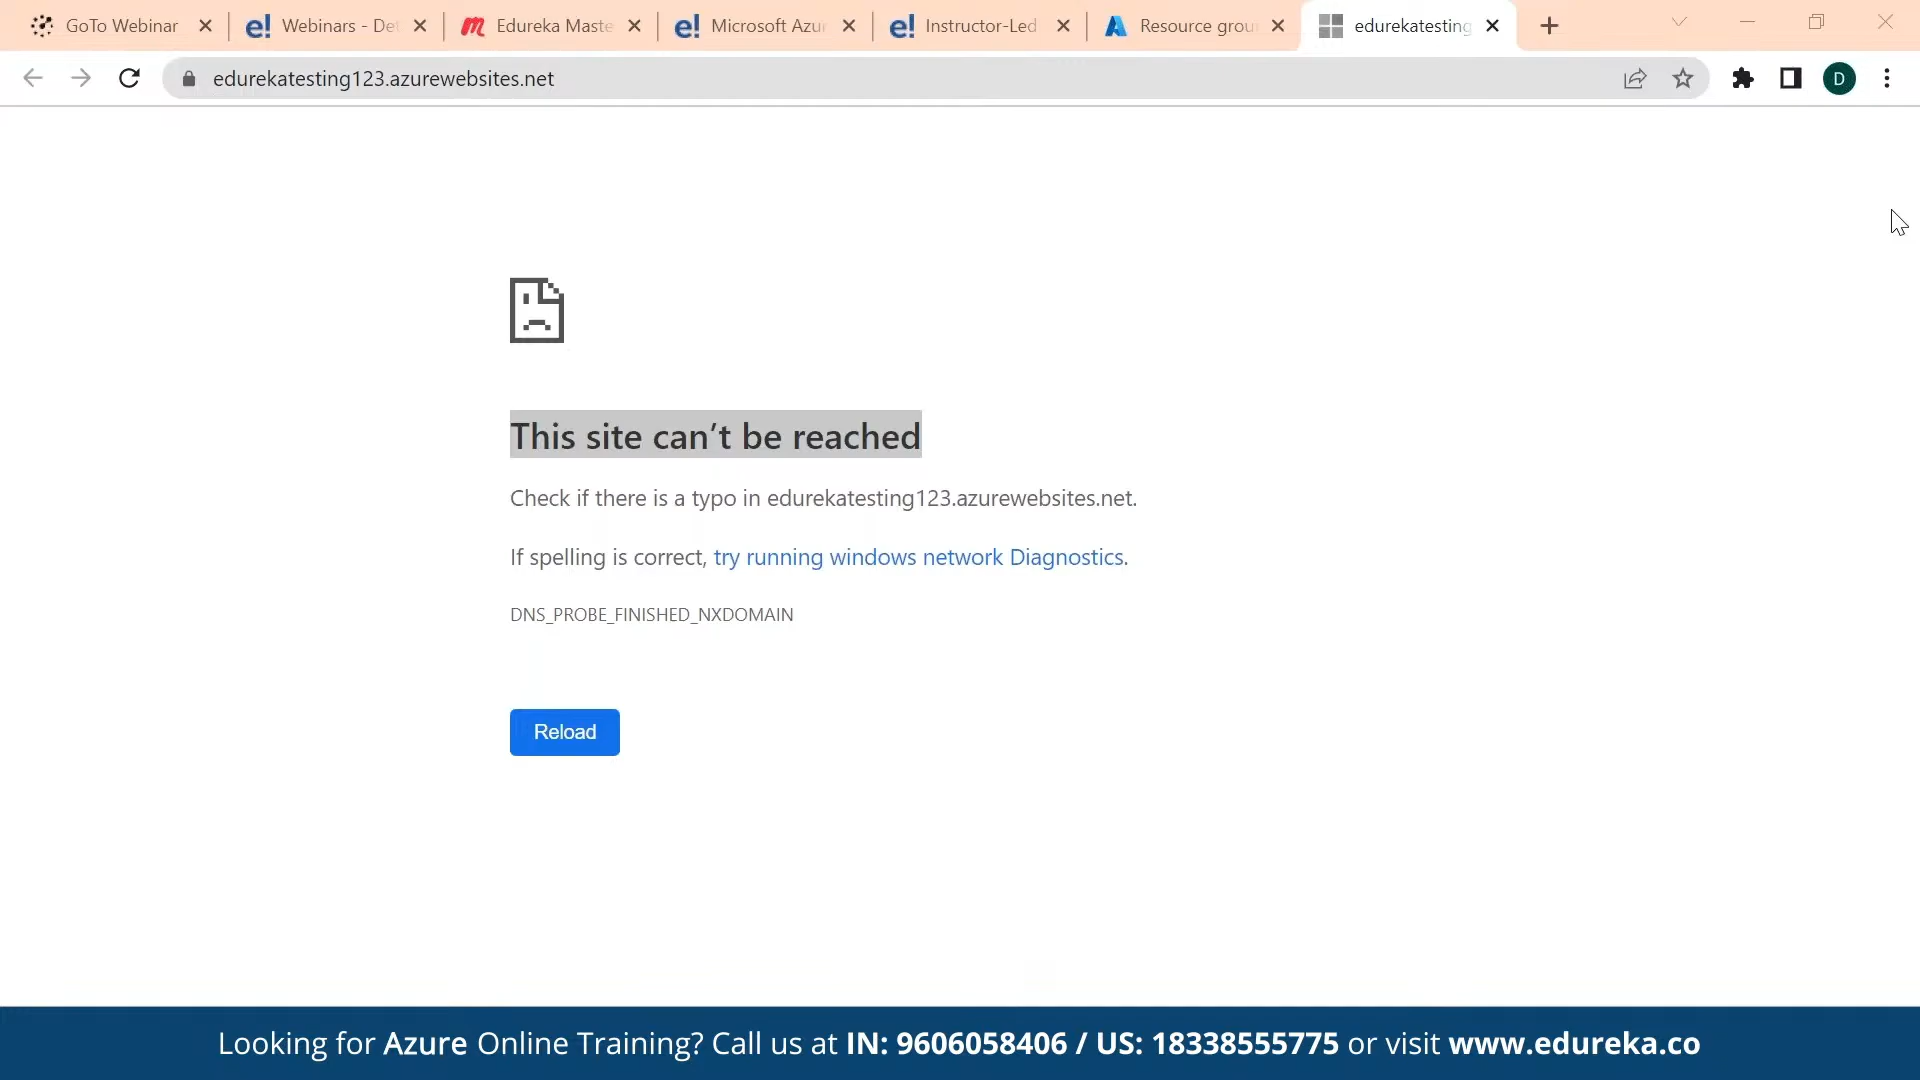 GoTo Webinar
Webinars - De
Edureka Maste
Microsoft Azur
Instructor-Led
Resource grou
edurekatesting
edurekatesting123.azurewebsites.net
D
This site can't be reached
Check if there is a typo in edurekatesting123.azurewebsites.net.
If spelling is correct, try running windows network Diagnostics.
DNS_PROBE_FINISHED_NXDOMAIN
Reload
Looking for Azure Online Training? Call us at IN: 9606058406 / US: 18338555775 or visit www.edureka.co